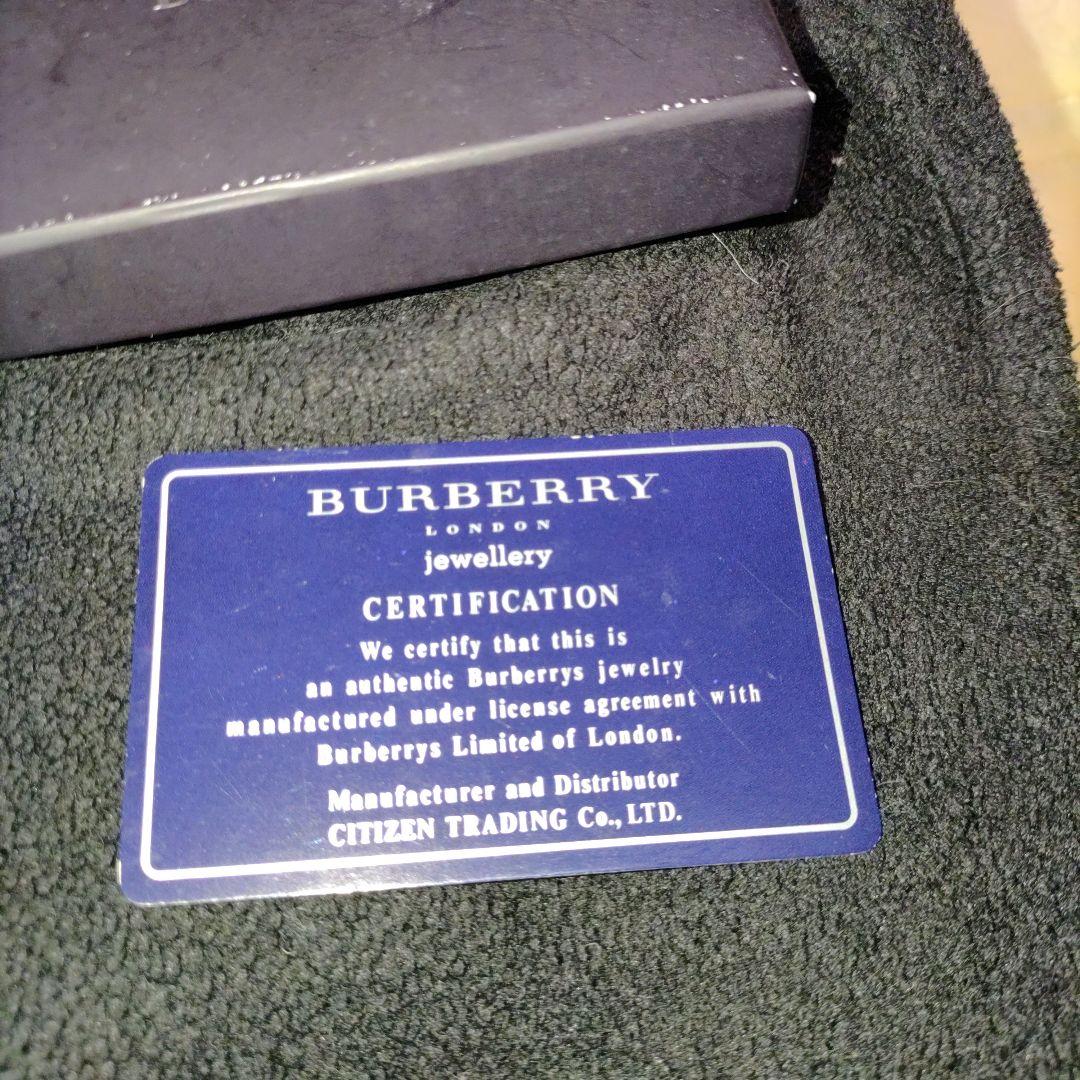 BURBERRY
LONDON
jewellery
CERTIFICATION
We certify that this is
an authentic Burberrys jewelry
manufactured under license agreement with
Burberrys Limited of London.
Manufacturer and Distributor
CITIZEN TRADING Co., LTD.